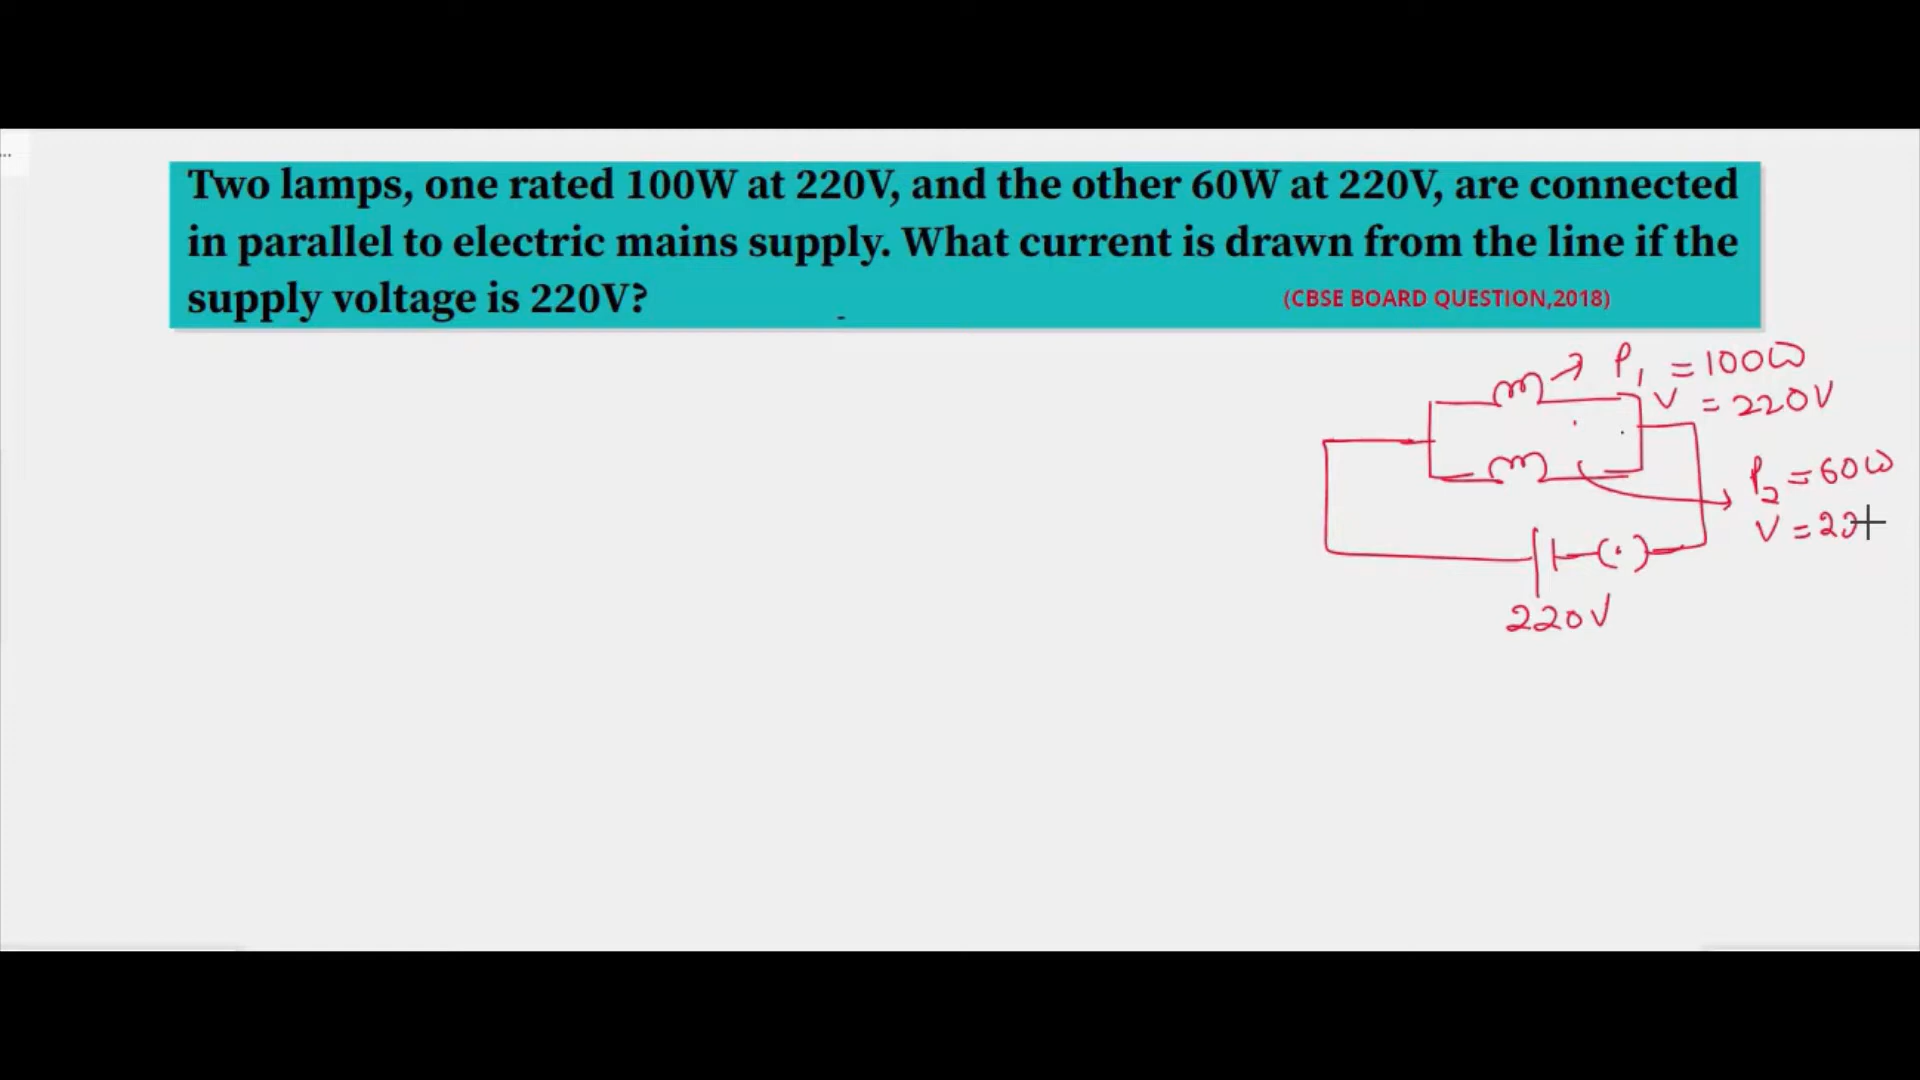 Two lamps, one rated 100W at 220V, and the other 60W at 220V, are connected
in parallel to electric mains supply. What current is drawn from the line if the
supply voltage is 220V?
(CBSE BOARD QUESTION,2018)
P₁ = 100W
V = 220V
P₂ = 60W
V = 22
220V